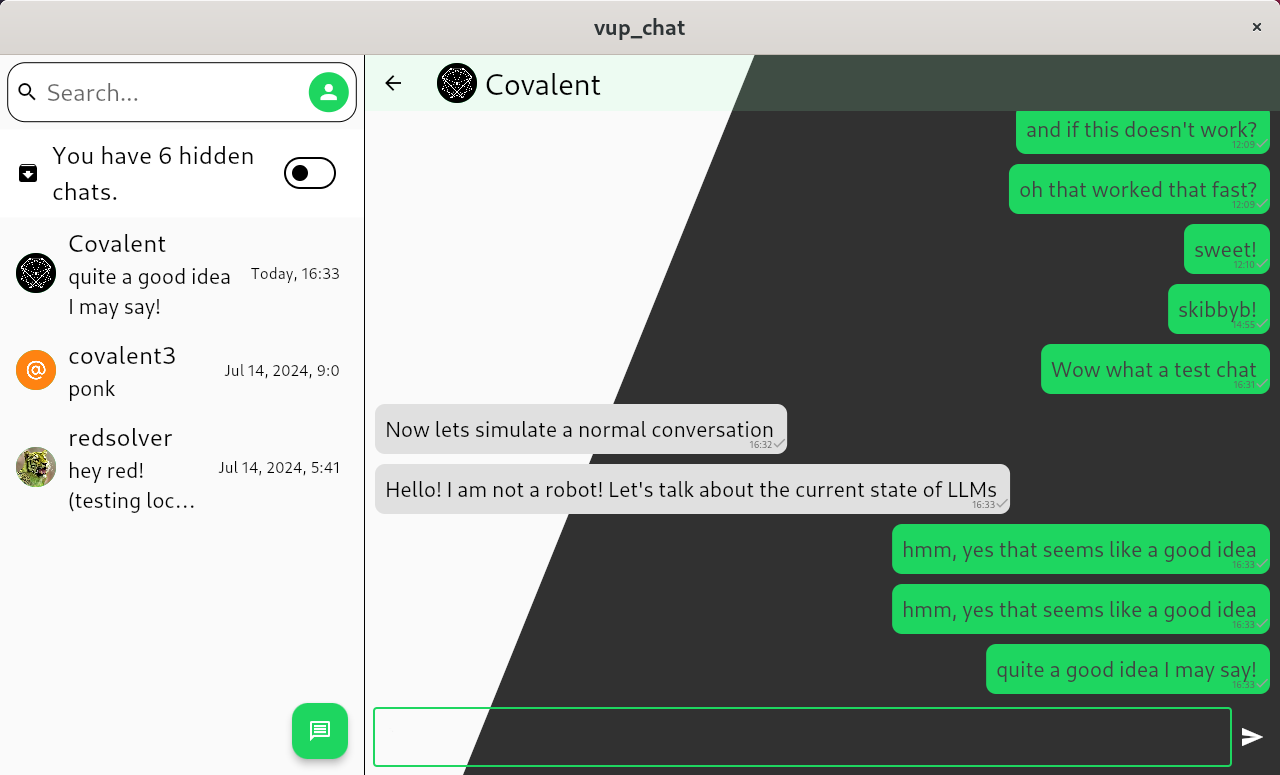 vup_chat
Search...
You have 6 hidden
chats.
Covalent
quite a good idea
I may say!
Today, 16:33
covalent3
ponk
Jul 14, 2024, 9:0
redsolver
hey red!
(testing loc...
Jul 14, 2024, 5:41
Covalent
and if this doesn't work?
12:09
oh that worked that fast?
12:09
sweet!
12:10
skibbyb!
14:55
Wow what a test chat
16:31
Now lets simulate a normal conversation
16:32
Hello! I am not a robot! Let's talk about the current state of LLMs
16:33
hmm, yes that seems like a good idea
16:33
hmm, yes that seems like a good idea
16:33
quite a good idea I may say!
16:33